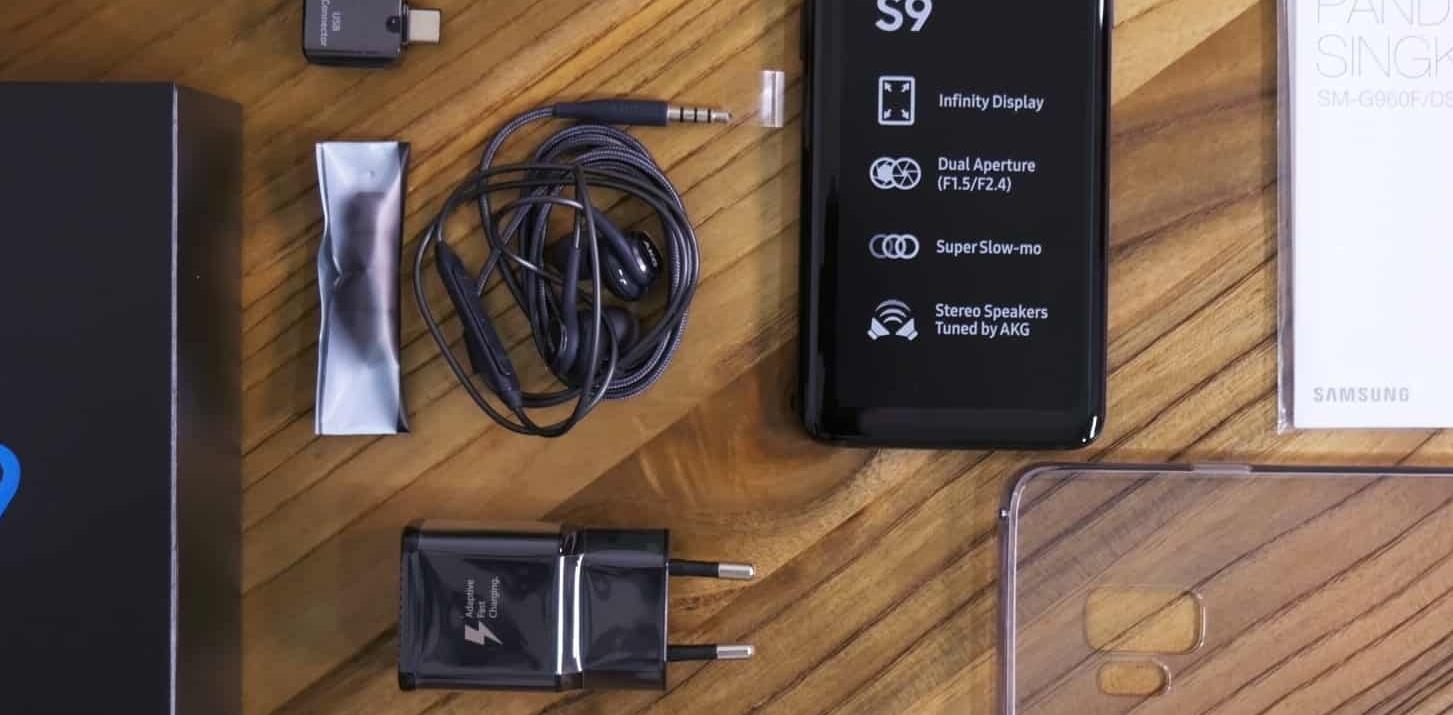 USB
Connector
S9
Infinity Display
Dual Aperture
(F1.5/F2.4)
Super Slow-mo
Stereo Speakers
Tuned by AKG
AKG
Adaptive
Fast
Charging.
SM-G960F/DS
SAMSUNG